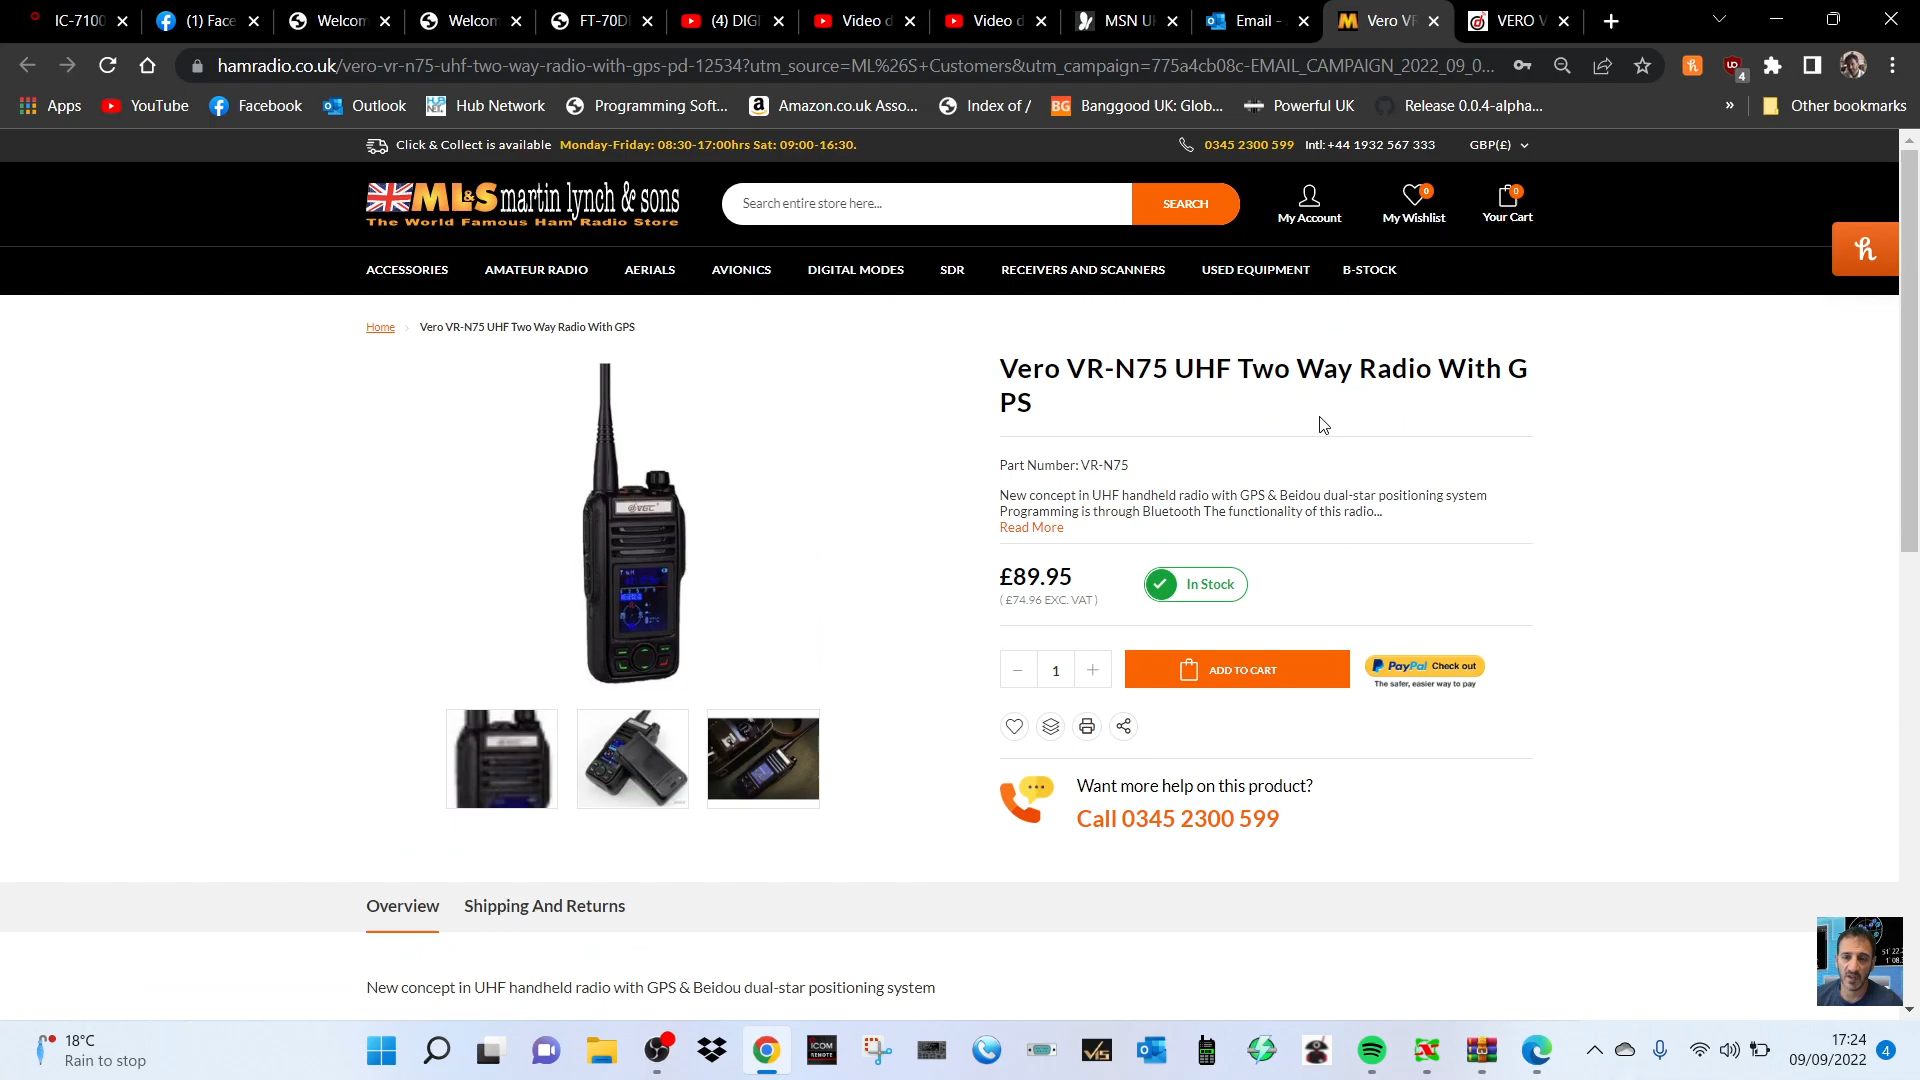 IC-7100
(1) Face
Welcom
Welcom
FT-70D
(4) DIGI
Video d
Video d
MSN U
Email -
Vero VR
VERO V
hamradio.co.uk/vero-vr-n75-uhf-two-way-radio-with-gps-pd-12534?utm_source=ML%26S+Customers&utm_campaign=775a4cb08c-EMAIL_CAMPAIGN_2022_09_0...
4
Apps
YouTube
Facebook
Outlook
Hub Network
Programming Soft...
Amazon.co.uk Asso...
Index of /
Banggood UK: Glob...
Powerful UK
Release 0.0.4-alpha...
»
Other bookmarks
Click & Collect is available Monday-Friday: 08:30-17:00hrs Sat: 09:00-16:30.
0345 2300 599 Intl:+44 1932 567 333
GBP(£)
ML&S martin lynch & sons
The World Famous Ham Radio Store
Search entire store here...
SEARCH
My Account
0
My Wishlist
0
Your Cart
ACCESSORIES
AMATEUR RADIO
AERIALS
AVIONICS
DIGITAL MODES
SDR
RECEIVERS AND SCANNERS
USED EQUIPMENT
B-STOCK
Home
Vero VR-N75 UHF Two Way Radio With GPS
VGC
Vero VR-N75 UHF Two Way Radio With G
PS
Part Number: VR-N75
New concept in UHF handheld radio with GPS & Beidou dual-star positioning system
Programming is through Bluetooth The functionality of this radio...
Read More
£89.95
( £74.96 EXC. VAT )
In Stock
− 1 +
ADD TO CART
PayPal Check out
The safer, easier way to pay
Want more help on this product?
Call 0345 2300 599
Overview
Shipping And Returns
New concept in UHF handheld radio with GPS & Beidou dual-star positioning system
18°C
Rain to stop
ICOM
REMOTE
17:24
09/09/2022
4